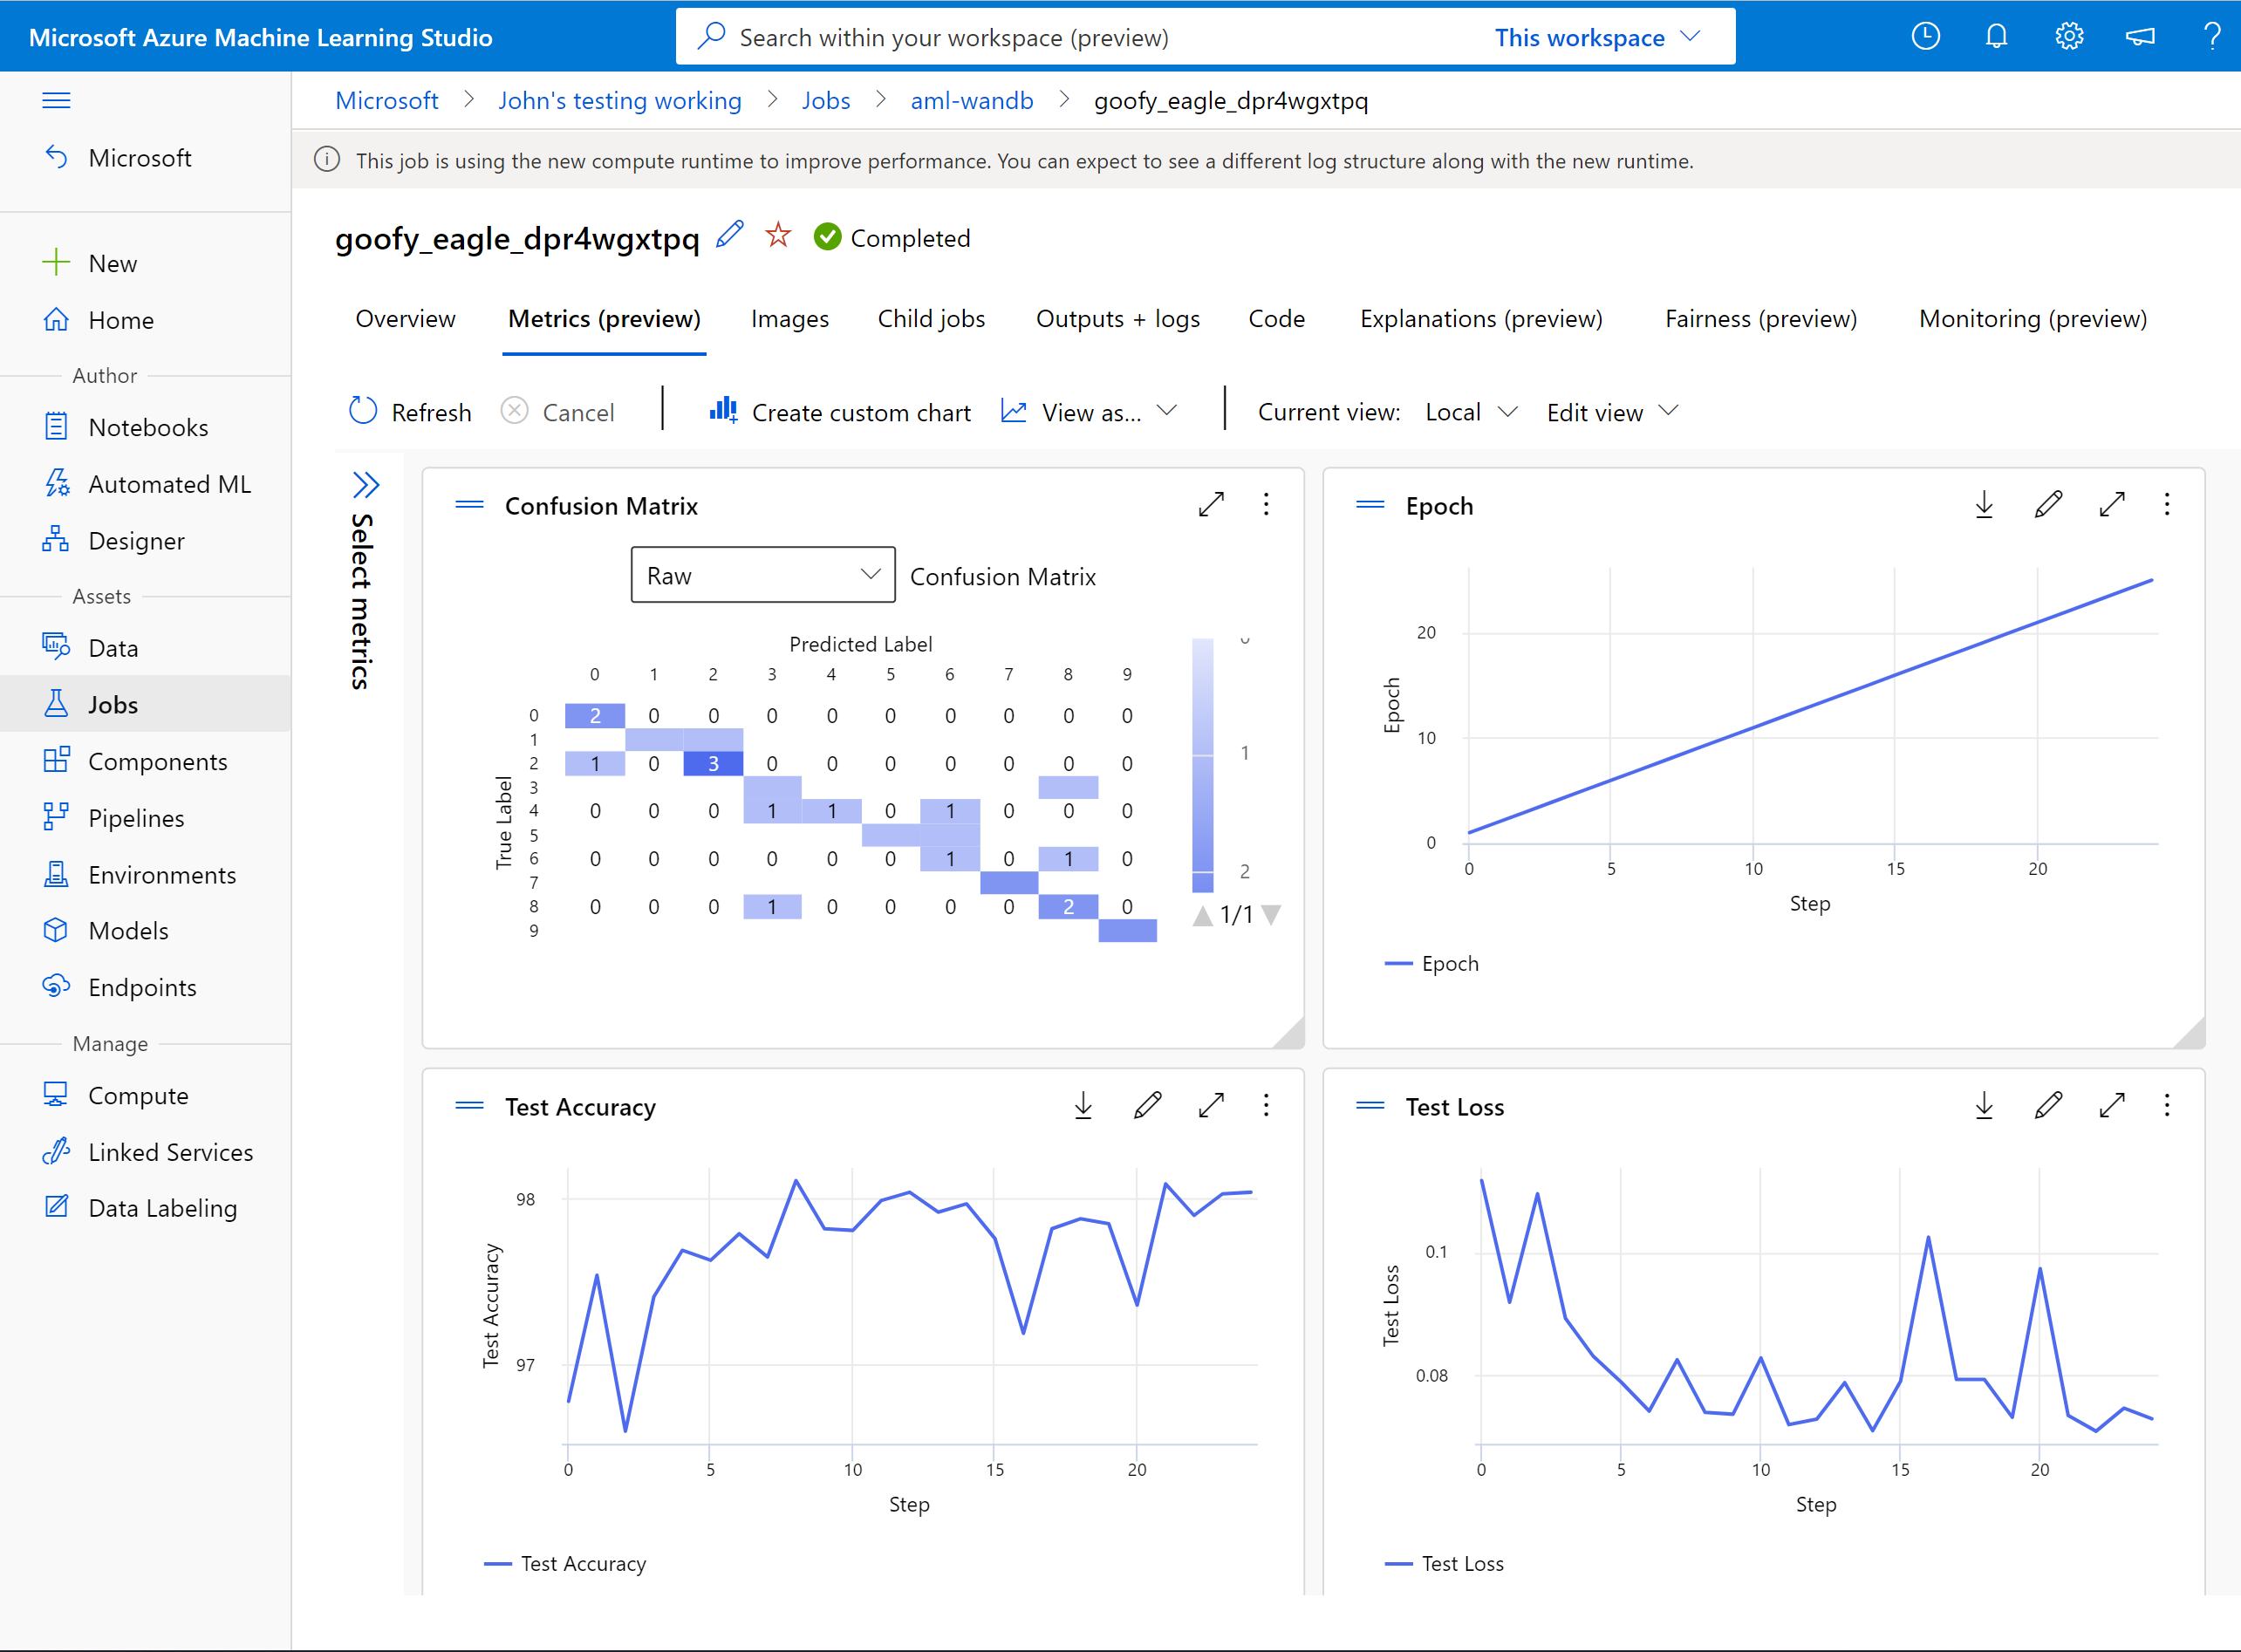 Microsoft Azure Machine Learning Studio
Search within your workspace (preview)
This workspace
Microsoft > John's testing working > Jobs > aml-wandb > goofy_eagle_dpr4wgxtpq
This job is using the new compute runtime to improve performance. You can expect to see a different log structure along with the new runtime.
Microsoft
New
Home
Author
Notebooks
Automated ML
Designer
Assets
Data
Jobs
Components
Pipelines
Environments
Models
Endpoints
Manage
Compute
Linked Services
Data Labeling
goofy_eagle_dpr4wgxtpq Completed
Overview Metrics (preview) Images Child jobs Outputs + logs Code Explanations (preview) Fairness (preview) Monitoring (preview)
Refresh Cancel Create custom chart View as... Current view: Local Edit view
Select metrics
Confusion Matrix
Raw Confusion Matrix
Predicted Label
0 1 2 3 4 5 6 7 8 9
True Label
0 2 0 0 0 0 0 0 0 0 0
1
2 1 0 3 0 0 0 0 0 0 0
3
4 0 0 0 1 1 0 1 0 0 0
5
6 0 0 0 0 0 0 1 0 1 0
7
8 0 0 0 1 0 0 0 0 2 0
9
1
2
1/1
Epoch
Epoch
20
10
0
0 5 10 15 20
Step
Epoch
Test Accuracy
Test Accuracy
98
97
0 5 10 15 20
Step
Test Accuracy
Test Loss
Test Loss
0.1
0.08
0 5 10 15 20
Step
Test Loss